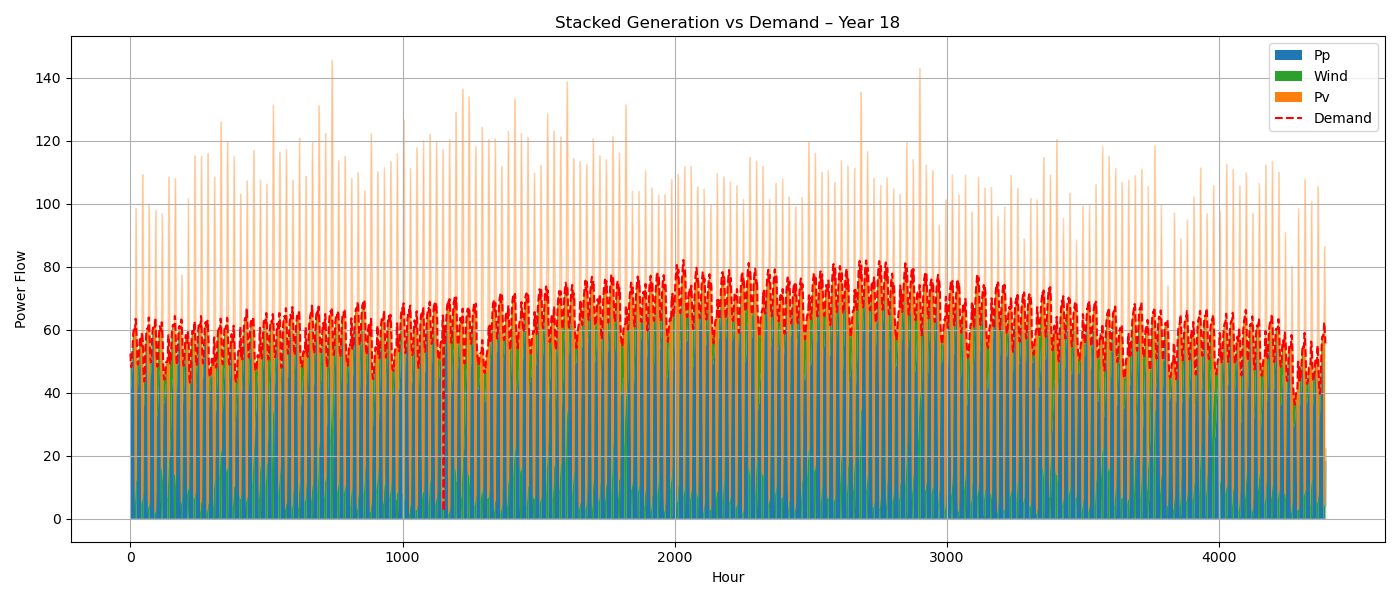 Stacked Generation vs Demand – Year 18
Pp
Wind
Pv
Demand
Power Flow
140
120
100
80
60
40
20
0
0 1000 2000 3000 4000
Hour